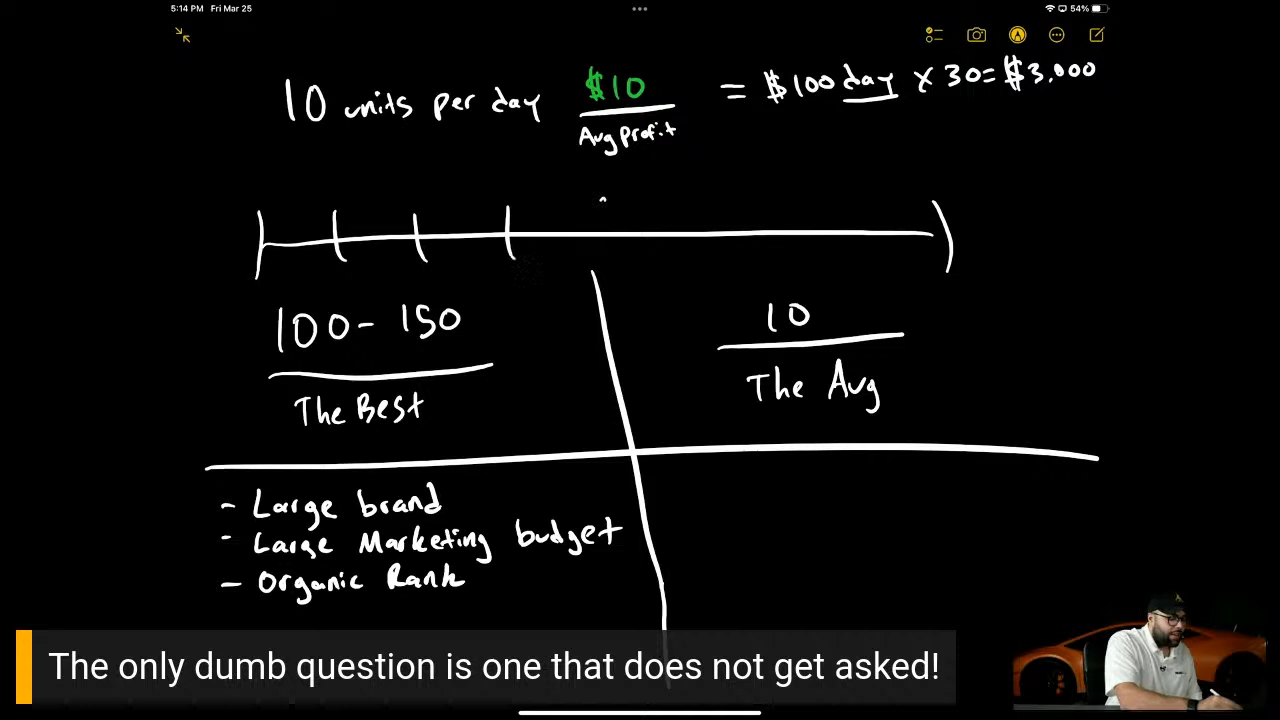 5:14 PM Fri Mar 25
54%
10 units per day $10 = $100 day x 30 = $3,000
Avg Profit
100 - 150
The Best
10
The Avg
- Large brand
- Large Marketing budget
- Organic Rank
The only dumb question is one that does not get asked!